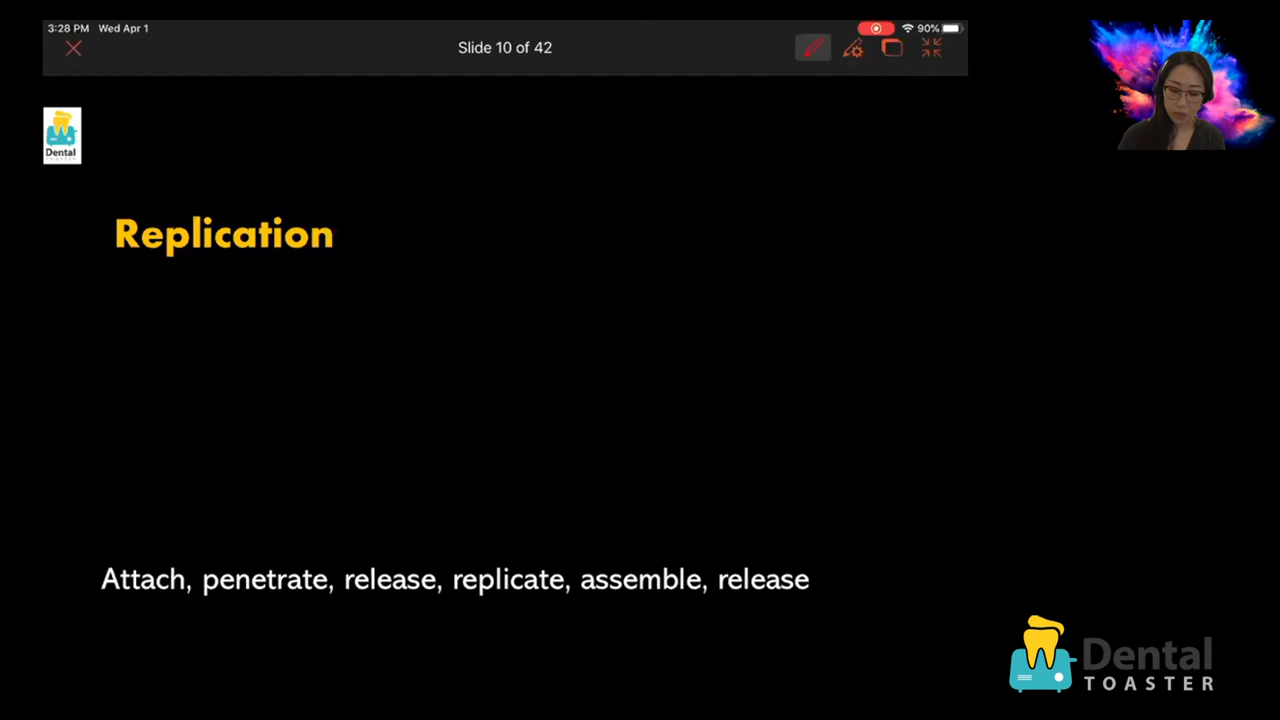 3:28 PM Wed Apr 1
90%
Slide 10 of 42
Dental
Replication
Attach, penetrate, release, replicate, assemble, release
Dental
TOASTER